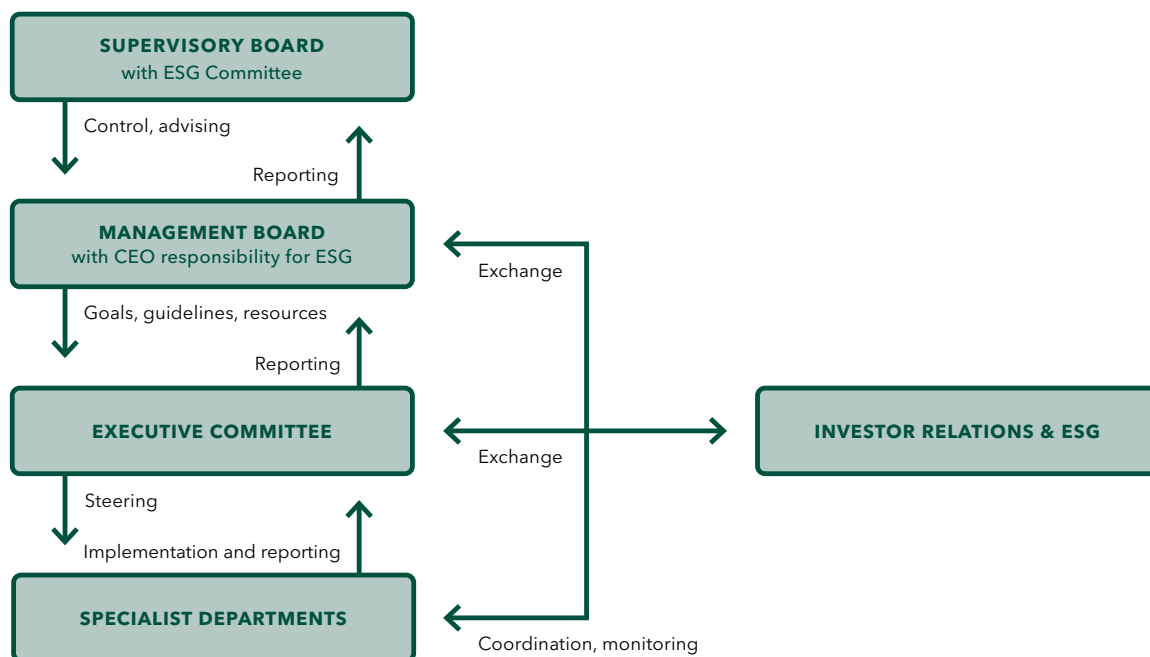 SUPERVISORY BOARD
with ESG Committee
Control, advising
Reporting
MANAGEMENT BOARD
with CEO responsibility for ESG
Exchange
Goals, guidelines, resources
Reporting
EXECUTIVE COMMITTEE
INVESTOR RELATIONS & ESG
Exchange
Steering
Implementation and reporting
SPECIALIST DEPARTMENTS
Coordination, monitoring